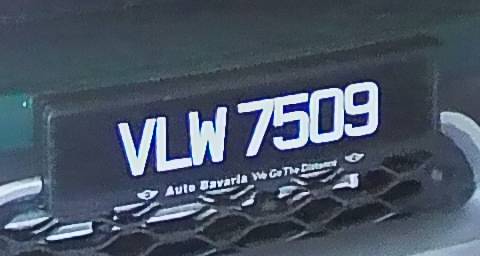 VLW 7509
Auto Bavaria We Go The Distance